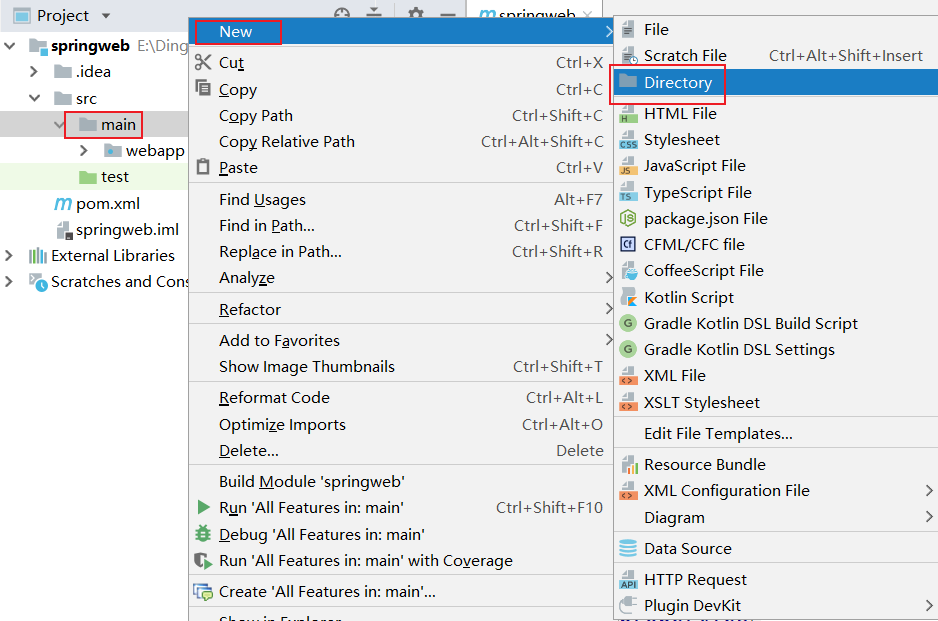 Project
springweb E:\Ding
.idea
src
main
webapp
test
pom.xml
springweb.iml
External Libraries
Scratches and Cons
springweb
New
Cut Ctrl+X
Copy Ctrl+C
Copy Path Ctrl+Shift+C
Copy Relative Path Ctrl+Alt+Shift+C
Paste Ctrl+V
Find Usages Alt+F7
Find in Path... Ctrl+Shift+F
Replace in Path... Ctrl+Shift+R
Analyze
Refactor
Add to Favorites
Show Image Thumbnails Ctrl+Shift+T
Reformat Code Ctrl+Alt+L
Optimize Imports Ctrl+Alt+O
Delete... Delete
Build Module 'springweb'
Run 'All Features in: main' Ctrl+Shift+F10
Debug 'All Features in: main'
Run 'All Features in: main' with Coverage
Create 'All Features in: main'...
Show in Explorer
File
Scratch File Ctrl+Alt+Shift+Insert
Directory
HTML File
Stylesheet
JavaScript File
TypeScript File
package.json File
CFML/CFC file
CoffeeScript File
Kotlin Script
Gradle Kotlin DSL Build Script
Gradle Kotlin DSL Settings
XML File
XSLT Stylesheet
Edit File Templates...
Resource Bundle
XML Configuration File
Diagram
Data Source
HTTP Request
Plugin DevKit